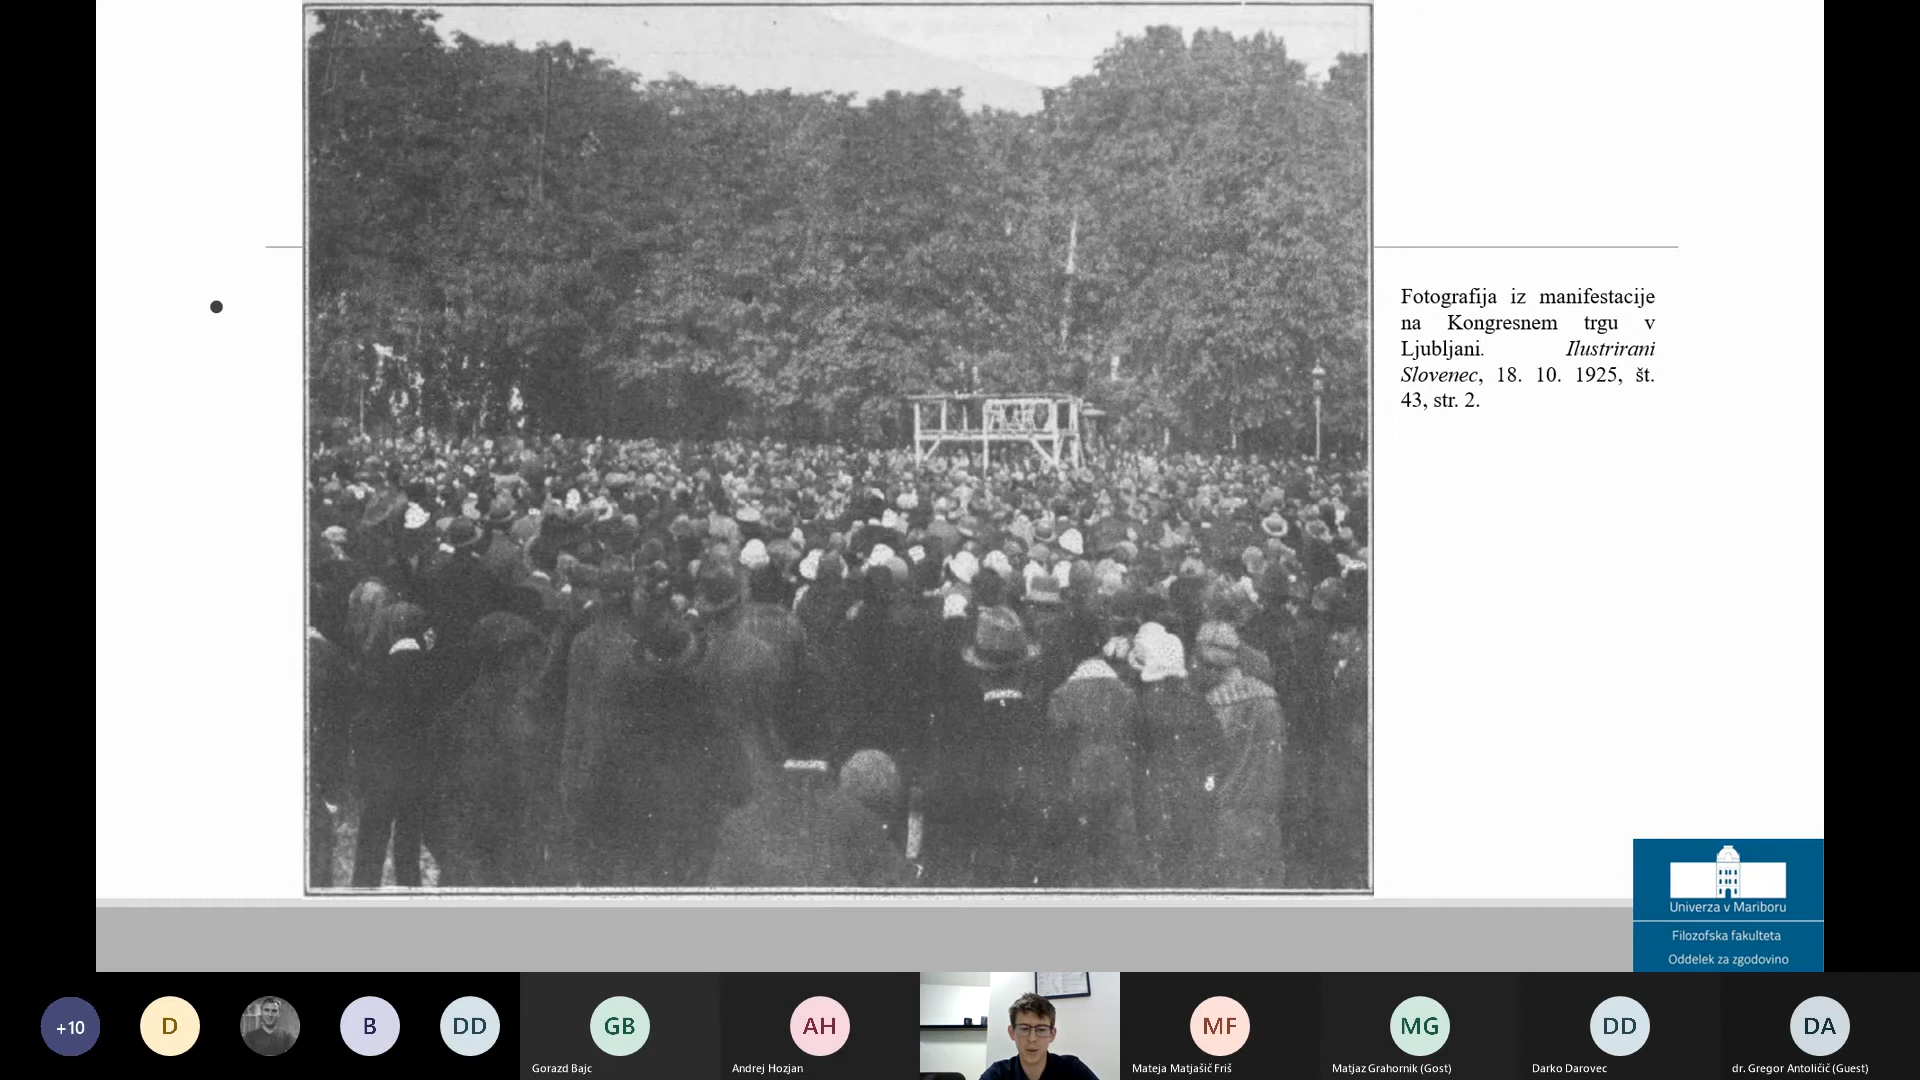 Fotografija iz manifestacije
na Kongresnem trgu v
Ljubljani. Ilustrirani
Slovenec, 18. 10. 1925, št.
43, str. 2.
Univerza v Mariboru
Filozofska fakulteta
Oddelek za zgodovino
+10
D
B
DD
GB
AH
MF
MG
DD
DA
Gorazd Bajc
Andrej Hozjan
Mateja Matjašič Friš
Matjaz Grahornik (Gost)
Darko Darovec
dr. Gregor Antoličič (Guest)